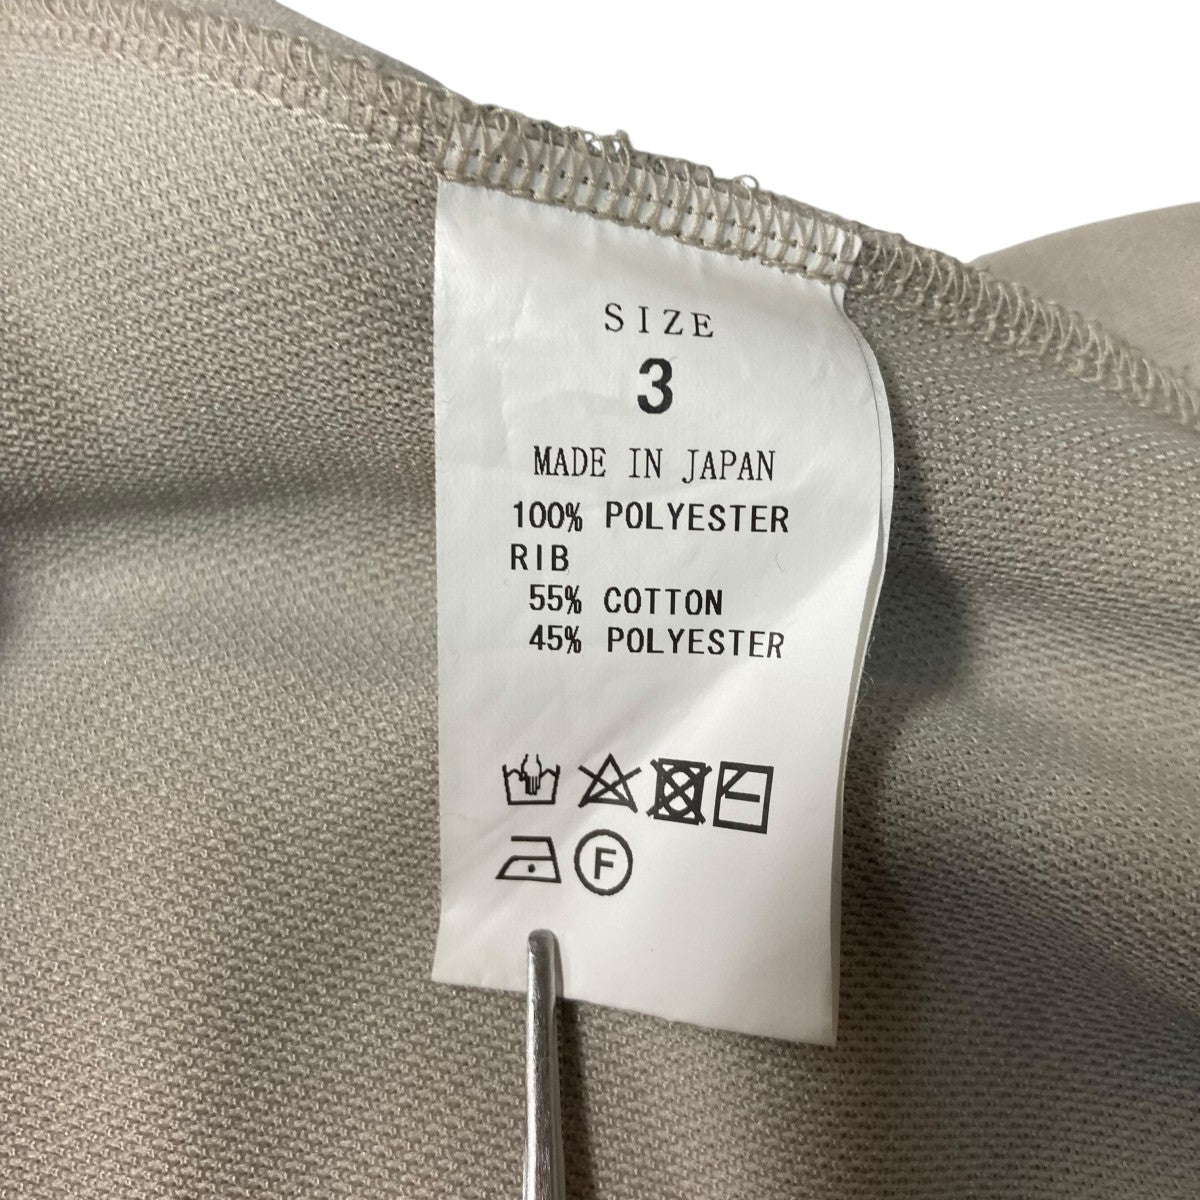 SIZE
3
MADE IN JAPAN
100% POLYESTER
RIB
55% COTTON
45% POLYESTER
F